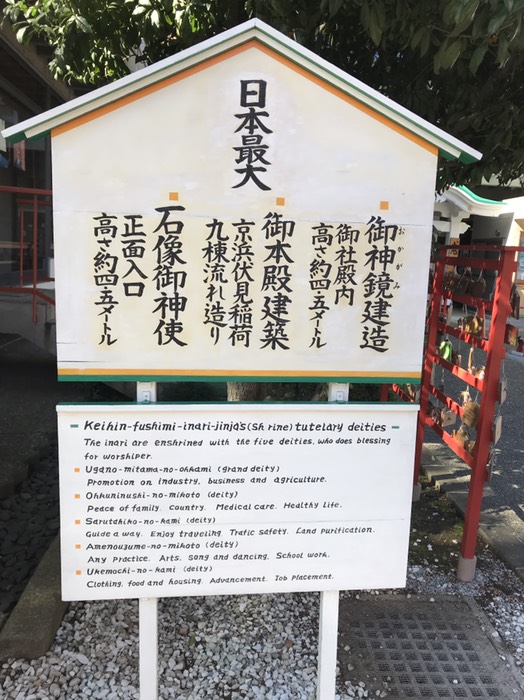 日本最大
御神鏡建造
おかがみ
御社殿内
高さ約四・五メートル
御本殿建築
京浜伏見稲荷
九棟流れ造り
石像御神使
正面入口
高さ約四・五メートル
Keihin-fushimi-inari-jinja's (sh rine) tutelary deities
The inari are enshrined with the five deities, who does blessing
for worshiper.
Ugano-mitama-no-ohkami (grand deity)
Promotion on industry, business and agriculture.
Ohkuninushi-no-mikoto (deity)
Peace of family. Country. Medical care. Healthy life.
Sarutahiko-no-kami (deity)
Guide a way. Enjoy traveling. Trafic safety. Land purification.
Amenouzume-no-mikoto (deity)
Any practice. Arts. Song and dancing. School work.
Ukemochi-no-kami (deity)
Clothing, food and housing. Advancement. Job placement.